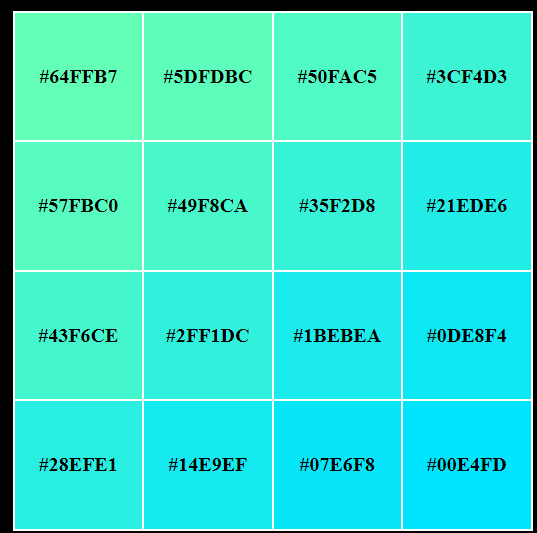 #64FFB7 #5DFDBC #50FAC5 #3CF4D3
#57FBC0 #49F8CA #35F2D8 #21EDE6
#43F6CE #2FF1DC #1BEBEA #0DE8F4
#28EFE1 #14E9EF #07E6F8 #00E4FD